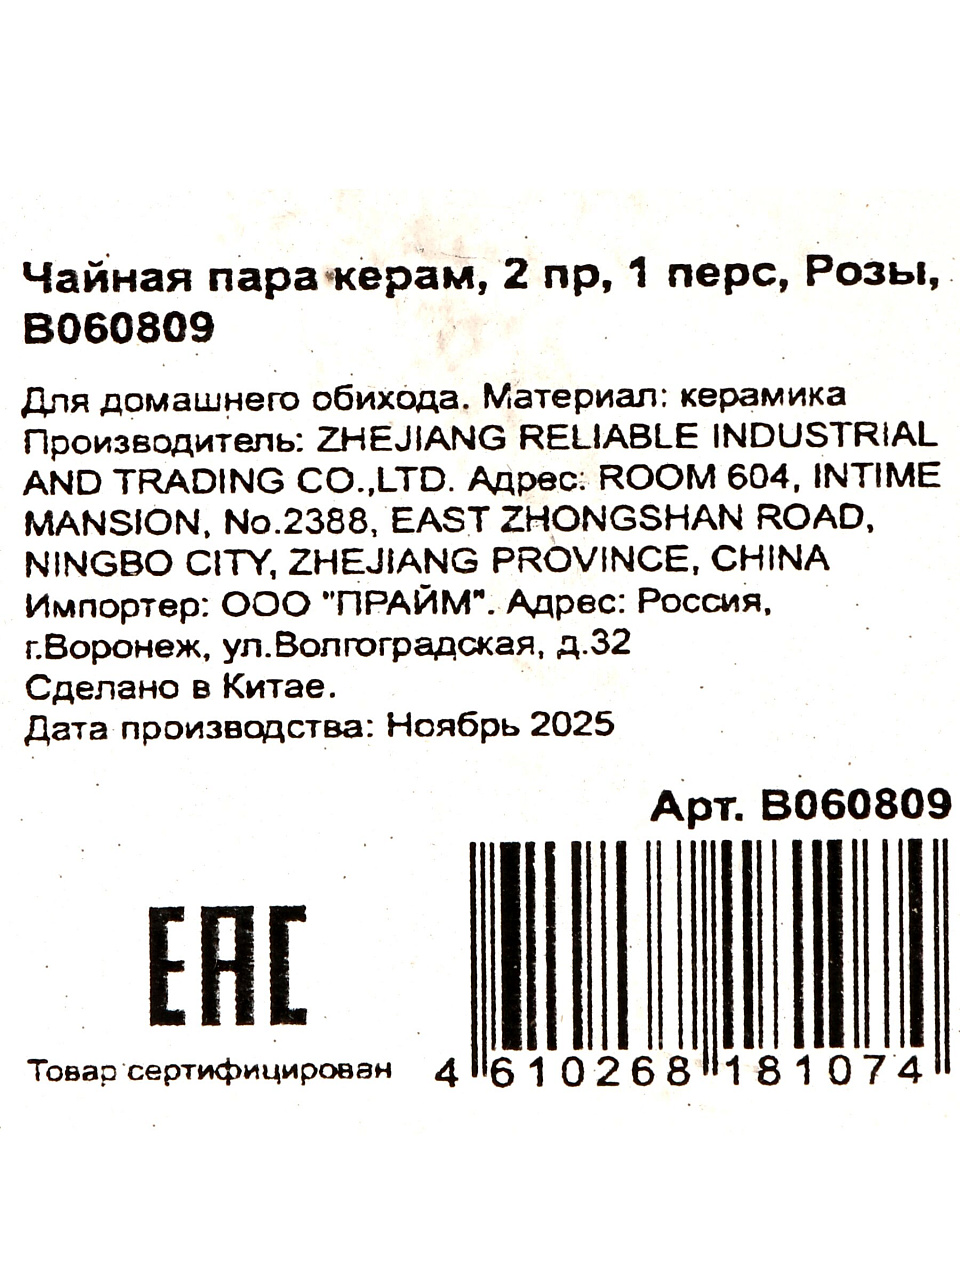 Чайная пара керам, 2 пр, 1 перс, Розы,
B060809
Для домашнего обихода. Материал: керамика
Производитель: ZHEJIANG RELIABLE INDUSTRIAL
AND TRADING CO.,LTD. Адрес: ROOM 604, INTIME
MANSION, No.2388, EAST ZHONGSHAN ROAD,
NINGBO CITY, ZHEJIANG PROVINCE, CHINA
Импортер: ООО "ПРАЙМ". Адрес: Россия,
г.Воронеж, ул.Волгоградская, д.32
Сделано в Китае.
Дата производства: Ноябрь 2025
Арт. B060809
EAC
Товар сертифицирован
4 610268 181074